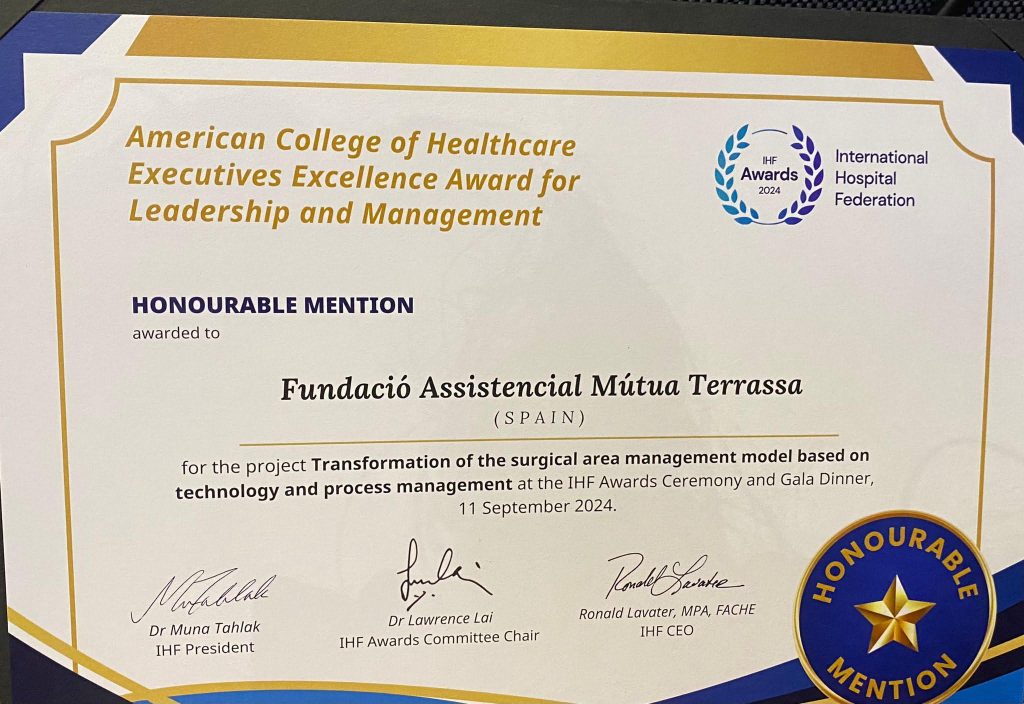 American College of Healthcare
Executives Excellence Award for
Leadership and Management
IHF
Awards
2024
International
Hospital
Federation
HONOURABLE MENTION
awarded to
Fundació Assistencial Mútua Terrassa
(SPAIN)
for the project Transformation of the surgical area management model based on
technology and process management at the IHF Awards Ceremony and Gala Dinner,
11 September 2024.
Dr Muna Tahlak
IHF President
Dr Lawrence Lai
IHF Awards Committee Chair
Ronald Lavater, MPA, FACHE
IHF CEO
HONOURABLE
MENTION